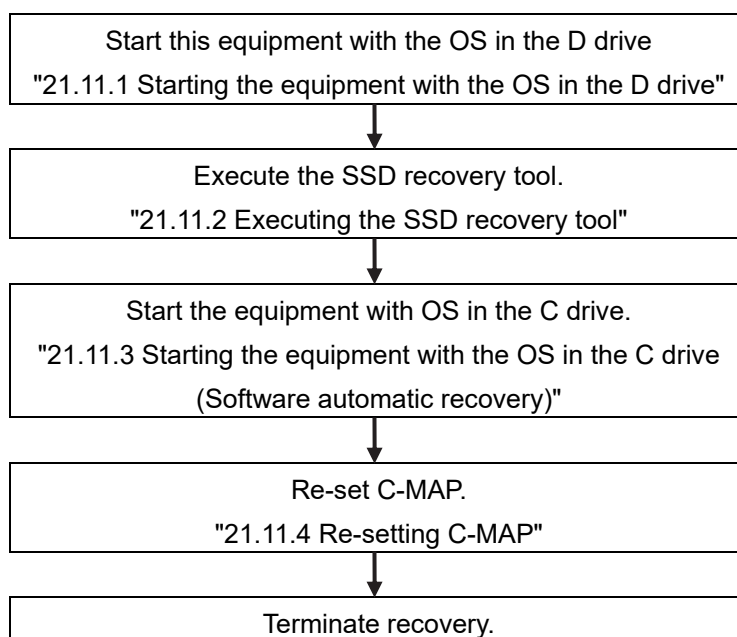 Start this equipment with the OS in the D drive
"21.11.1 Starting the equipment with the OS in the D drive"
Execute the SSD recovery tool.
"21.11.2 Executing the SSD recovery tool"
Start the equipment with OS in the C drive.
"21.11.3 Starting the equipment with the OS in the C drive
(Software automatic recovery)"
Re-set C-MAP.
"21.11.4 Re-setting C-MAP"
Terminate recovery.